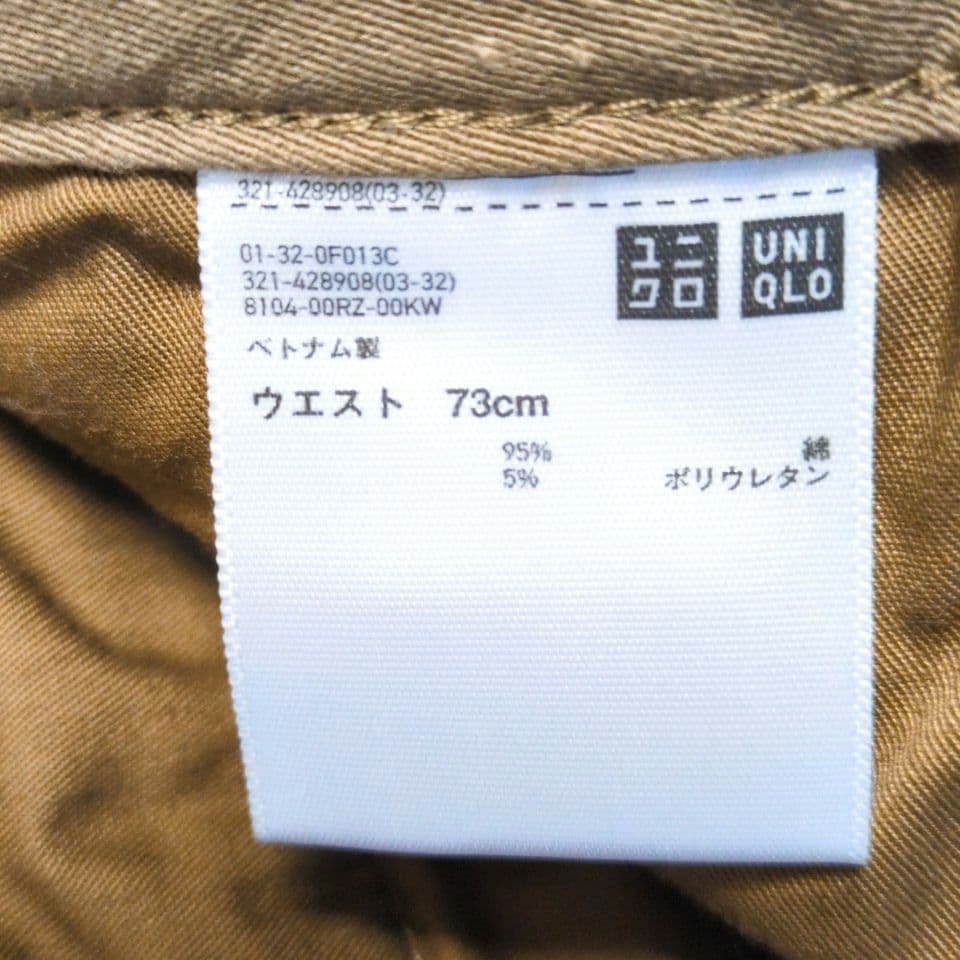 321-428908(03-32)
01-32-0F013C
321-428908(03-32)
8104-00RZ-00KW
ユニ
クロ
UNI
QLO
ベトナム製
ウエスト 73cm
95% 綿
5% ポリウレタン